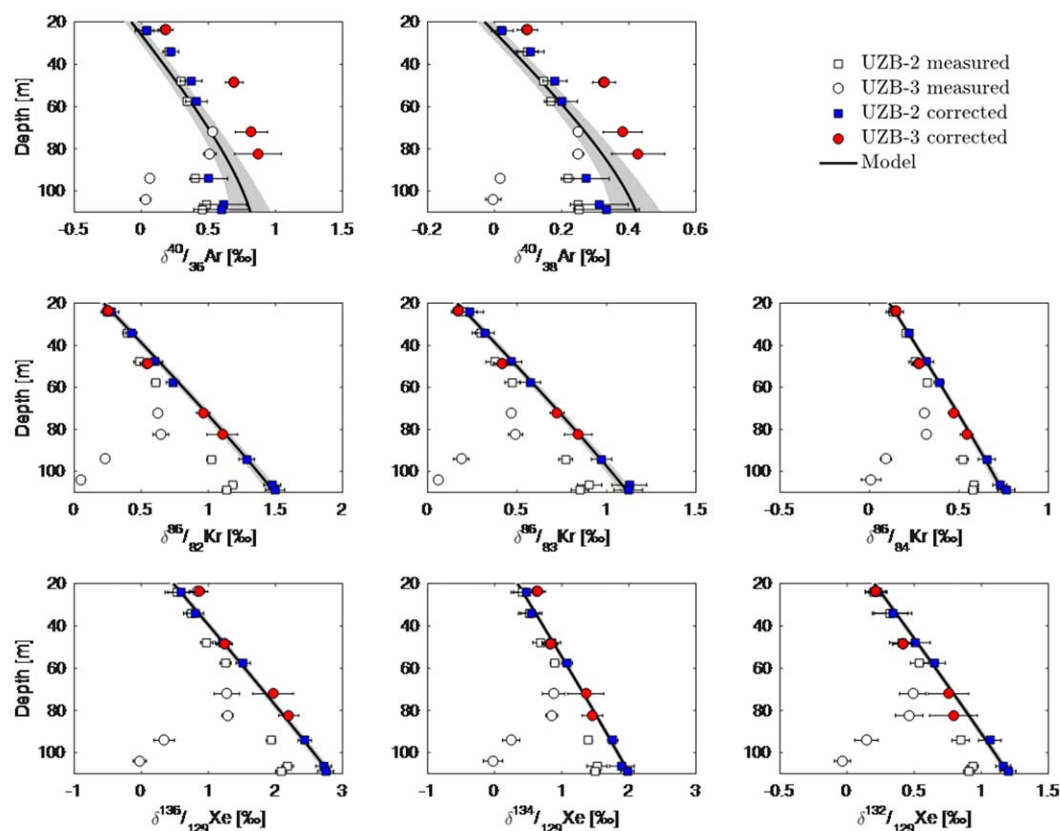 20
40
60
80
100
Depth [m]
-0.5 0 0.5 1 1.5
δ⁴⁰/₃₆Ar [‰]
20
40
60
80
100
Depth [m]
-0.2 0 0.2 0.4 0.6
δ⁴⁰/₃₈Ar [‰]
UZB-2 measured
UZB-3 measured
UZB-2 corrected
UZB-3 corrected
Model
20
40
60
80
100
Depth [m]
0 0.5 1 1.5 2
δ⁸⁶/₈₂Kr [‰]
20
40
60
80
100
0 0.5 1 1.5
δ⁸⁶/₈₃Kr [‰]
20
40
60
80
100
-0.5 0 0.5 1
δ⁸⁶/₈₄Kr [‰]
20
40
60
80
100
Depth [m]
-1 0 1 2 3
δ¹³⁶/₁₂₉Xe [‰]
20
40
60
80
100
-1 0 1 2 3
δ¹³⁴/₁₂₉Xe [‰]
20
40
60
80
100
-0.5 0 0.5 1 1.5
δ¹³²/₁₂₉Xe [‰]